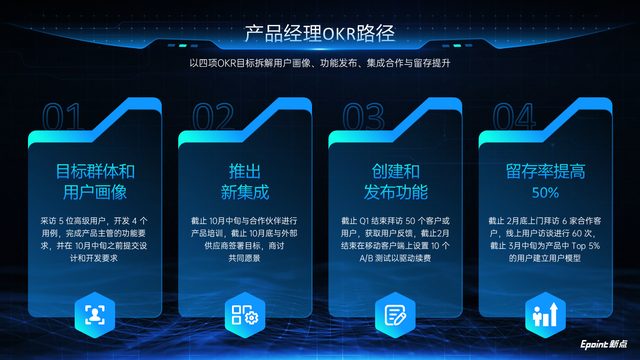 产品经理OKR路径
以四项OKR目标拆解用户画像、功能发布、集成合作与留存提升
01
目标群体和
用户画像
采访 5 位高级用户，开发 4 个
用例，完成产品主管的功能要
求，并在 10月中旬之前提交设
计和开发要求
02
推出
新集成
截止 10月中旬与合作伙伴进行
产品培训，截止 10月底与外部
供应商签署目标，商讨
共同愿景
03
创建和
发布功能
截止 Q1 结束拜访 50 个客户或
用户，获取用户反馈，截止2月
结束在移动客户端上设置 10 个
A/B 测试以驱动续费
04
留存率提高
50%
截止 2月底上门拜访 6 家合作客
户，线上用户访谈进行 60 次，
截止 3月中旬为产品中 Top 5%
的用户建立用户模型
Epoint 新点